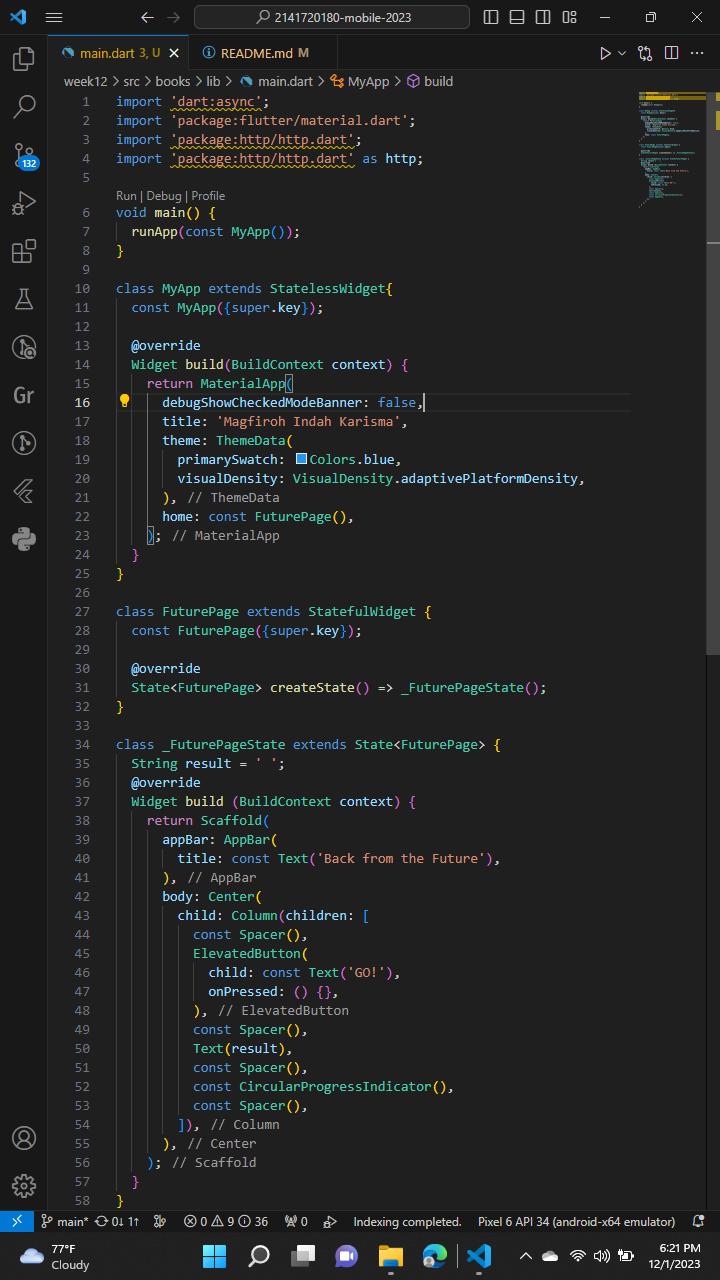 2141720180-mobile-2023
main.dart 3, U
README.md M
week12 > src > books > lib > main.dart > MyApp > build
1 import 'dart:async';
2 import 'package:flutter/material.dart';
3 import 'package:http/http.dart';
4 import 'package:http/http.dart' as http;
5
Run | Debug | Profile
6 void main() {
7 runApp(const MyApp());
8 }
9
10 class MyApp extends StatelessWidget{
11 const MyApp({super.key});
12
13 @override
14 Widget build(BuildContext context) {
15 return MaterialApp(
16 debugShowCheckedModeBanner: false,
17 title: 'Magfiroh Indah Karisma',
18 theme: ThemeData(
19 primarySwatch: Colors.blue,
20 visualDensity: VisualDensity.adaptivePlatformDensity,
21 ), // ThemeData
22 home: const FuturePage(),
23 ); // MaterialApp
24 }
25 }
26
27 class FuturePage extends StatefulWidget {
28 const FuturePage({super.key});
29
30 @override
31 State<FuturePage> createState() => _FuturePageState();
32 }
33
34 class _FuturePageState extends State<FuturePage> {
35 String result = ' ';
36 @override
37 Widget build (BuildContext context) {
38 return Scaffold(
39 appBar: AppBar(
40 title: const Text('Back from the Future'),
41 ), // AppBar
42 body: Center(
43 child: Column(children: [
44 const Spacer(),
45 ElevatedButton(
46 child: const Text('GO!'),
47 onPressed: () {},
48 ), // ElevatedButton
49 const Spacer(),
50 Text(result),
51 const Spacer(),
52 const CircularProgressIndicator(),
53 const Spacer(),
54 ]), // Column
55 ), // Center
56 ); // Scaffold
57 }
58 }
132
Gr
main* 0↓ 1↑ 0 9 36 0 Indexing completed. Pixel 6 API 34 (android-x64 emulator)
77°F
Cloudy
6:21 PM
12/1/2023